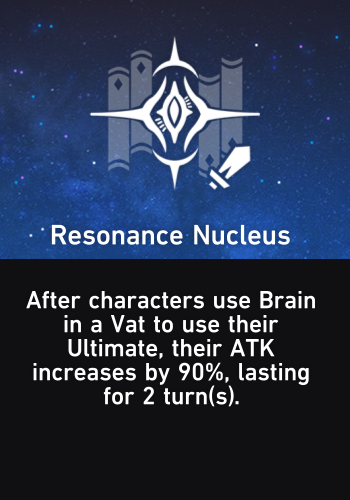 Resonance Nucleus
After characters use Brain
in a Vat to use their
Ultimate, their ATK
increases by 90%, lasting
for 2 turn(s).